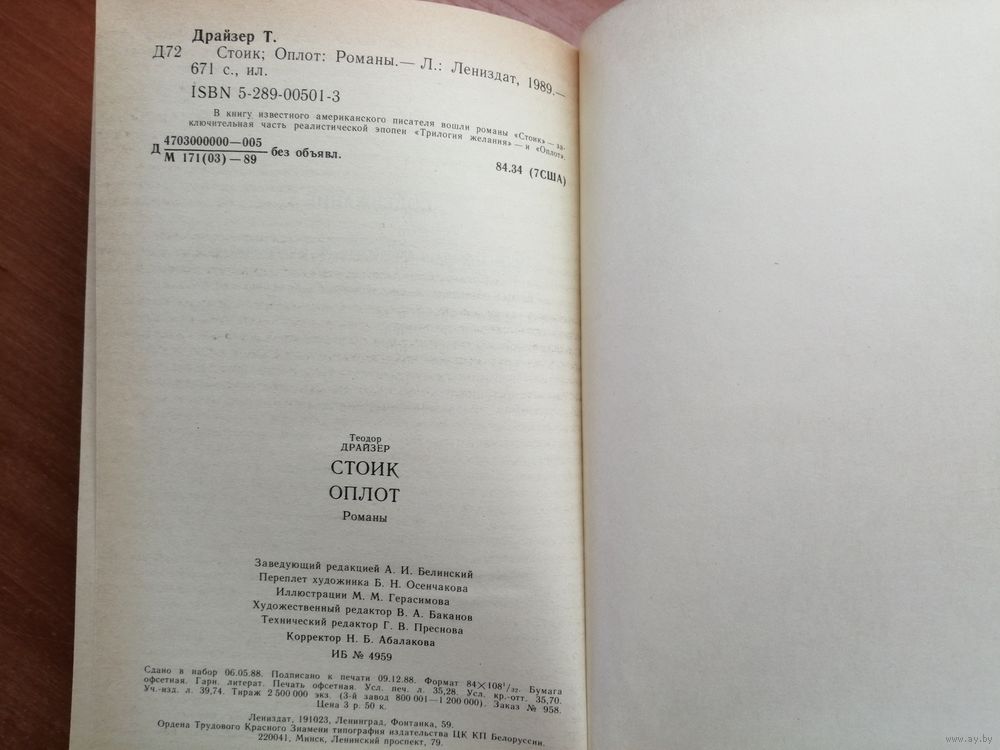 Драйзер Т.
Д72 Стоик; Оплот: Романы.— Л.: Лениздат, 1989.—
671 с., ил.
ISBN 5-289-00501-3
В книгу известного американского писателя вошли романы «Стоик» — за-
ключительная часть реалистической эпопеи «Трилогия желания» — и «Оплот».
Д 4703000000—005 без объявл.
М 171(03)—89
84.34 (7США)
Теодор
ДРАЙЗЕР
СТОИК
ОПЛОТ
Романы
Заведующий редакцией А. И. Белинский
Переплет художника Б. Н. Осенчакова
Иллюстрации М. М. Герасимова
Художественный редактор В. А. Баканов
Технический редактор Г. В. Преснова
Корректор Н. Б. Абалакова
ИБ № 4959
Сдано в набор 06.05.88. Подписано к печати 09.12.88. Формат 84×108¹/₃₂. Бумага
офсетная. Гарн. литерат. Печать офсетная. Усл. печ. л. 35,28. Усл. кр.-отт. 35,70.
Уч.-изд. л. 39,74. Тираж 2 500 000 экз. (3-й завод 800 001—1 200 000). Заказ № 958.
Цена 3 р. 50 к.
Лениздат, 191023, Ленинград, Фонтанка, 59.
Ордена Трудового Красного Знамени типография издательства ЦК КП Белоруссии.
220041, Минск, Ленинский проспект, 79.
www.ay.by